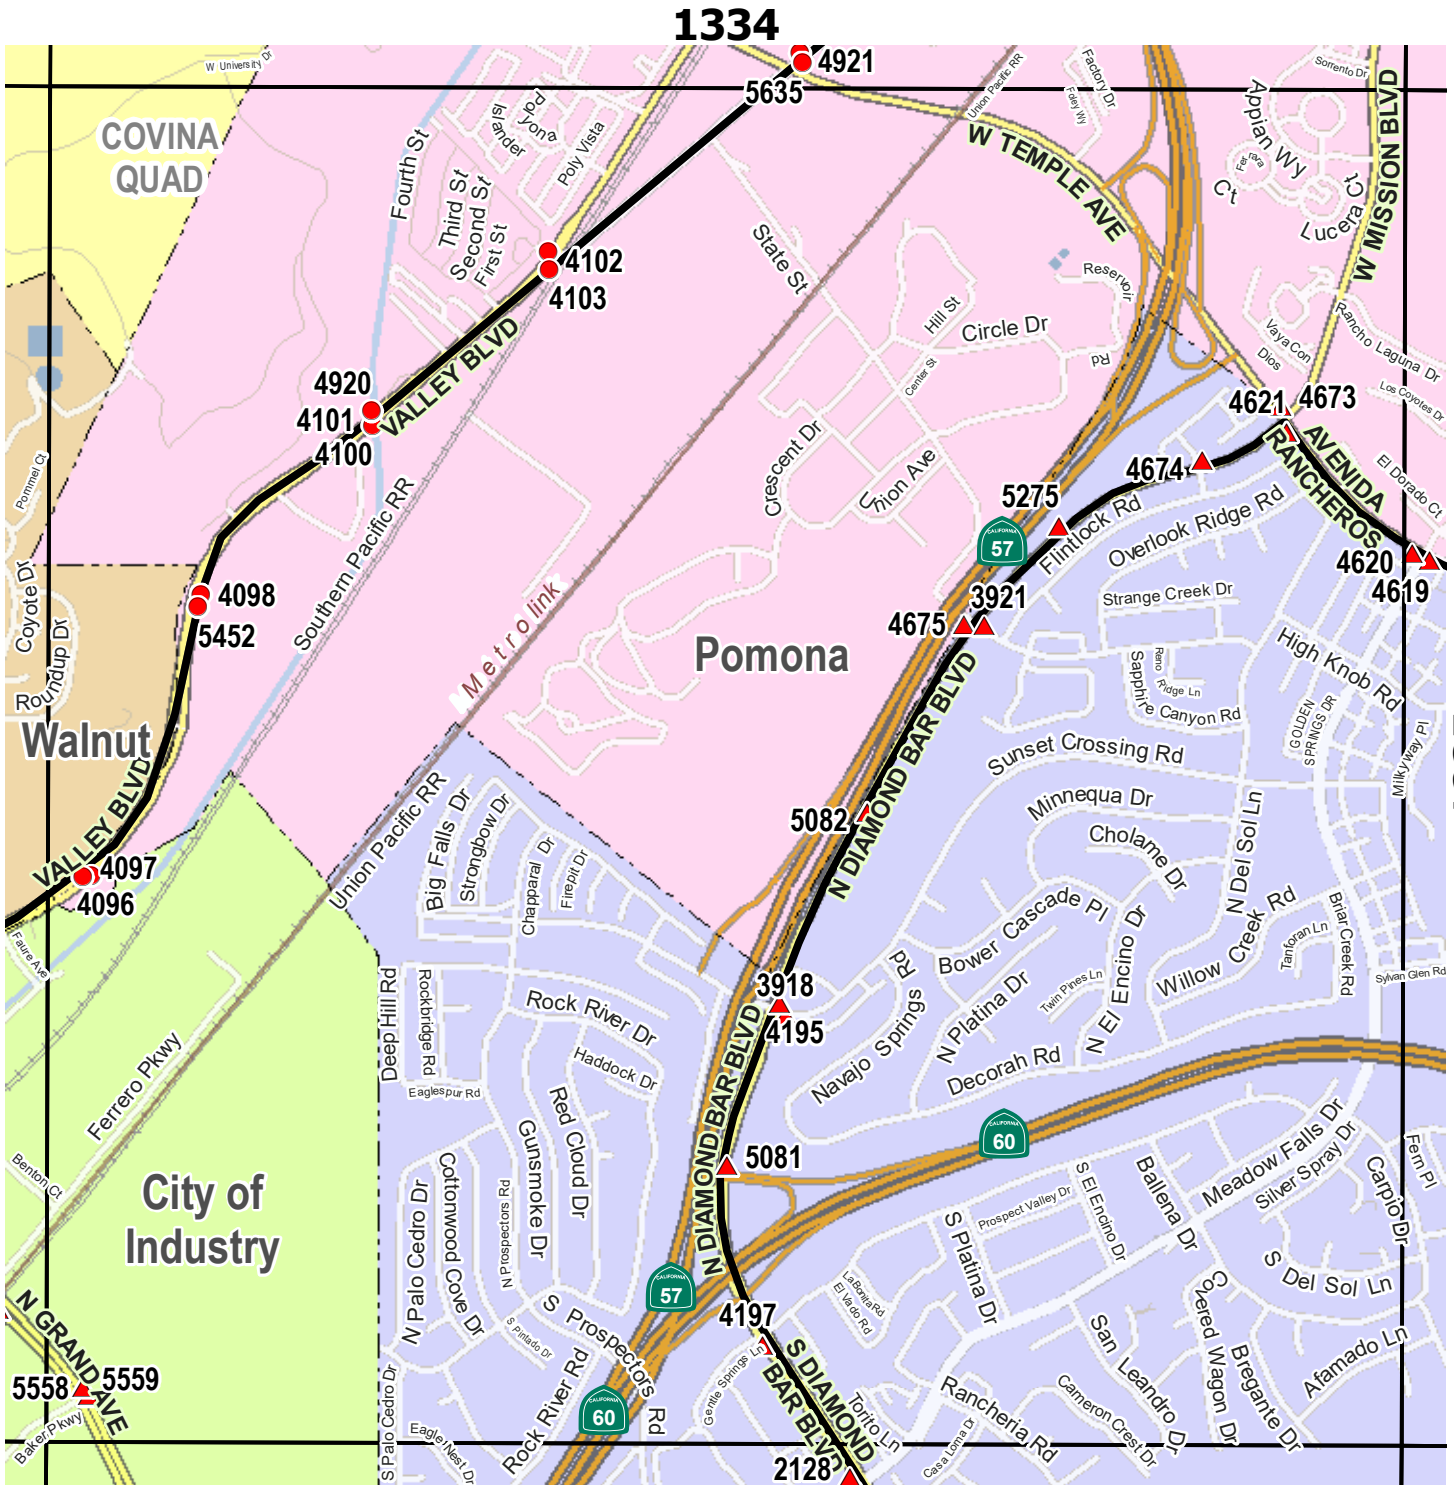 1334
W University Dr
4921
5635
Factory Dr
Foley Wy
Union Pacific RR
Sorrento Dr
W MISSION BLVD
Appian Wy
COVINA
QUAD
Islander
Poly Vista
Fourth St
W TEMPLE AVE
Ferrara
Ct
Lucera Ct
Third St
Second St
First St
State St
4102
4103
Reservoir
Rd
Hill St
Circle Dr
Center St
Vaya Con
Dios
Rancho Laguna Dr
Los Coyotes Dr
VALLEY BLVD
4920
4101
4100
4621
4673
AVENIDA
RANCHEROS
El Dorado Ct
Pommel Ct
Crescent Dr
Union Ave
4674
5275
CALIFORNIA
57
Flintlock Rd
Overlook Ridge Rd
Southern Pacific RR
4620
4619
Coyote Dr
Roundup Dr
4098
5452
Metrolink
Pomona
4675
3921
Strange Creek Dr
High Knob Rd
Reno
Ridge Ln
Sapphire Canyon Rd
GOLDEN
SPRINGS DR
Milkyway Pl
Walnut
VALLEY BLVD
N DIAMOND BAR BLVD
Sunset Crossing Rd
Minnequa Dr
Cholame Dr
N Del Sol Ln
5082
4097
4096
Union Pacific RR
Big Falls Dr
Strongbow Dr
Chapparal Dr
Firepit Dr
Bower Cascade Pl
N El Encino Dr
Willow Creek Rd
Tanforan Ln
Briar Creek Rd
Sylvan Glen Rd
Faure Ave
Deep Hill Rd
Rockbridge Rd
Rock River Dr
3918
4195
Navajo Springs Rd
N Platina Dr
Twin Pines Ln
Decorah Rd
Ferrero Pkwy
Eaglespur Rd
Haddock Dr
Red Cloud Dr
Gunsmoke Dr
N DIAMOND BAR BLVD
CALIFORNIA
60
Meadow Falls Dr
Silver Spray Dr
Fern Pl
Carpio Dr
Benton Ct
City of
Industry
N Palo Cedro Dr
Cottonwood Cove Dr
N Prospectors Rd
5081
S El Encino Dr
Prospect Valley Dr
Ballena Dr
S Platina Dr
S Del Sol Ln
CALIFORNIA
57
La Bonita Rd
El Vado Rd
N GRAND AVE
S Pintado Dr
S Prospectors Rd
4197
S DIAMOND
BAR BLVD
San Leandro Dr
Cozered Wagon Dr
Bregante Dr
Afamado Ln
5558
5559
Baker Pkwy
S Palo Cedro Dr
Eagle Nest Dr
Rock River Rd
CALIFORNIA
60
Gentle Springs Ln
Torito Ln
Rancheria Rd
Casa Loma Dr
Cameron Crest Dr
2128